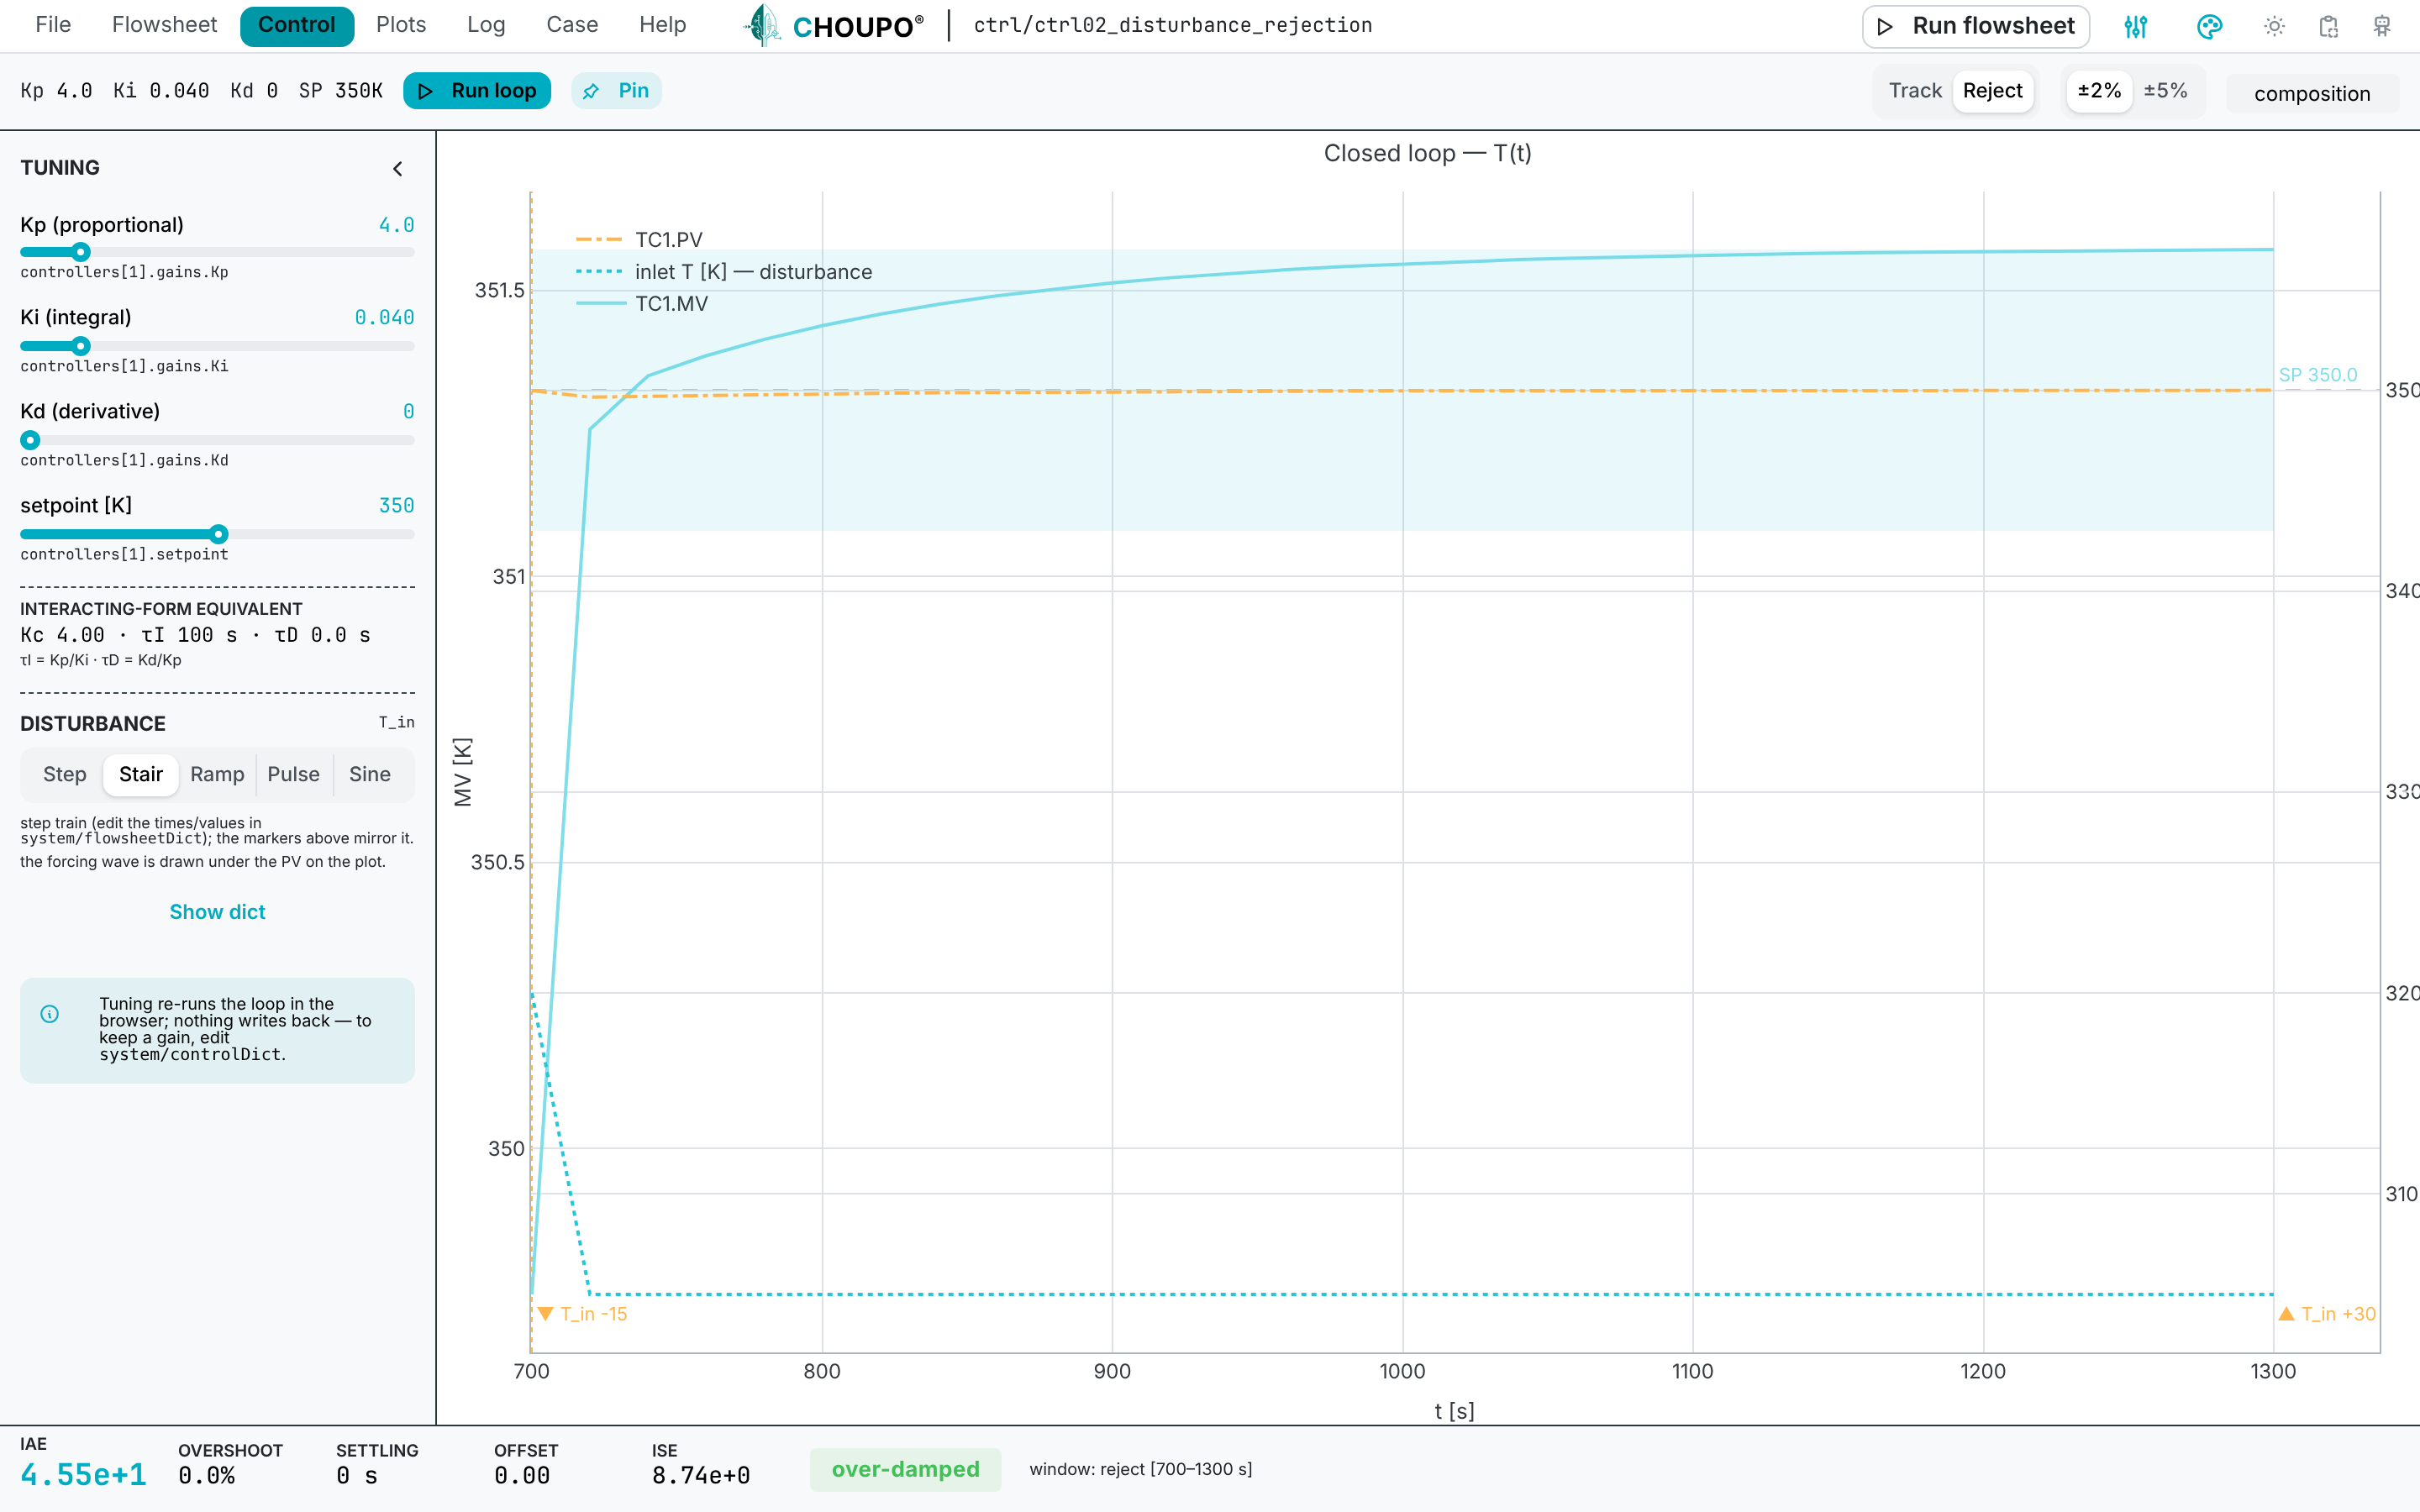 File Flowsheet Control Plots Log Case Help CHOUPO® ctrl/ctrl02_disturbance_rejection Run flowsheet
Kp 4.0 Ki 0.040 Kd 0 SP 350K Run loop Pin Track Reject ±2% ±5% composition
TUNING
Kp (proportional) 4.0
controllers[1].gains.Kp
Ki (integral) 0.040
controllers[1].gains.Ki
Kd (derivative) 0
controllers[1].gains.Kd
setpoint [K] 350
controllers[1].setpoint
INTERACTING-FORM EQUIVALENT
Kc 4.00 · τI 100 s · τD 0.0 s
τI = Kp/Ki · τD = Kd/Kp
DISTURBANCE T_in
Step Stair Ramp Pulse Sine
step train (edit the times/values in
system/flowsheetDict); the markers above mirror it.
the forcing wave is drawn under the PV on the plot.
Show dict
Tuning re-runs the loop in the
browser; nothing writes back — to
keep a gain, edit
system/controlDict.
Closed loop — T(t)
TC1.PV
inlet T [K] — disturbance
TC1.MV
351.5
351
350.5
350
MV [K]
SP 350.0
350
340
330
320
310
▼ T_in -15
▲ T_in +30
700 800 900 1000 1100 1200 1300
t [s]
IAE OVERSHOOT SETTLING OFFSET ISE
4.55e+1 0.0% 0 s 0.00 8.74e+0 over-damped window: reject [700–1300 s]